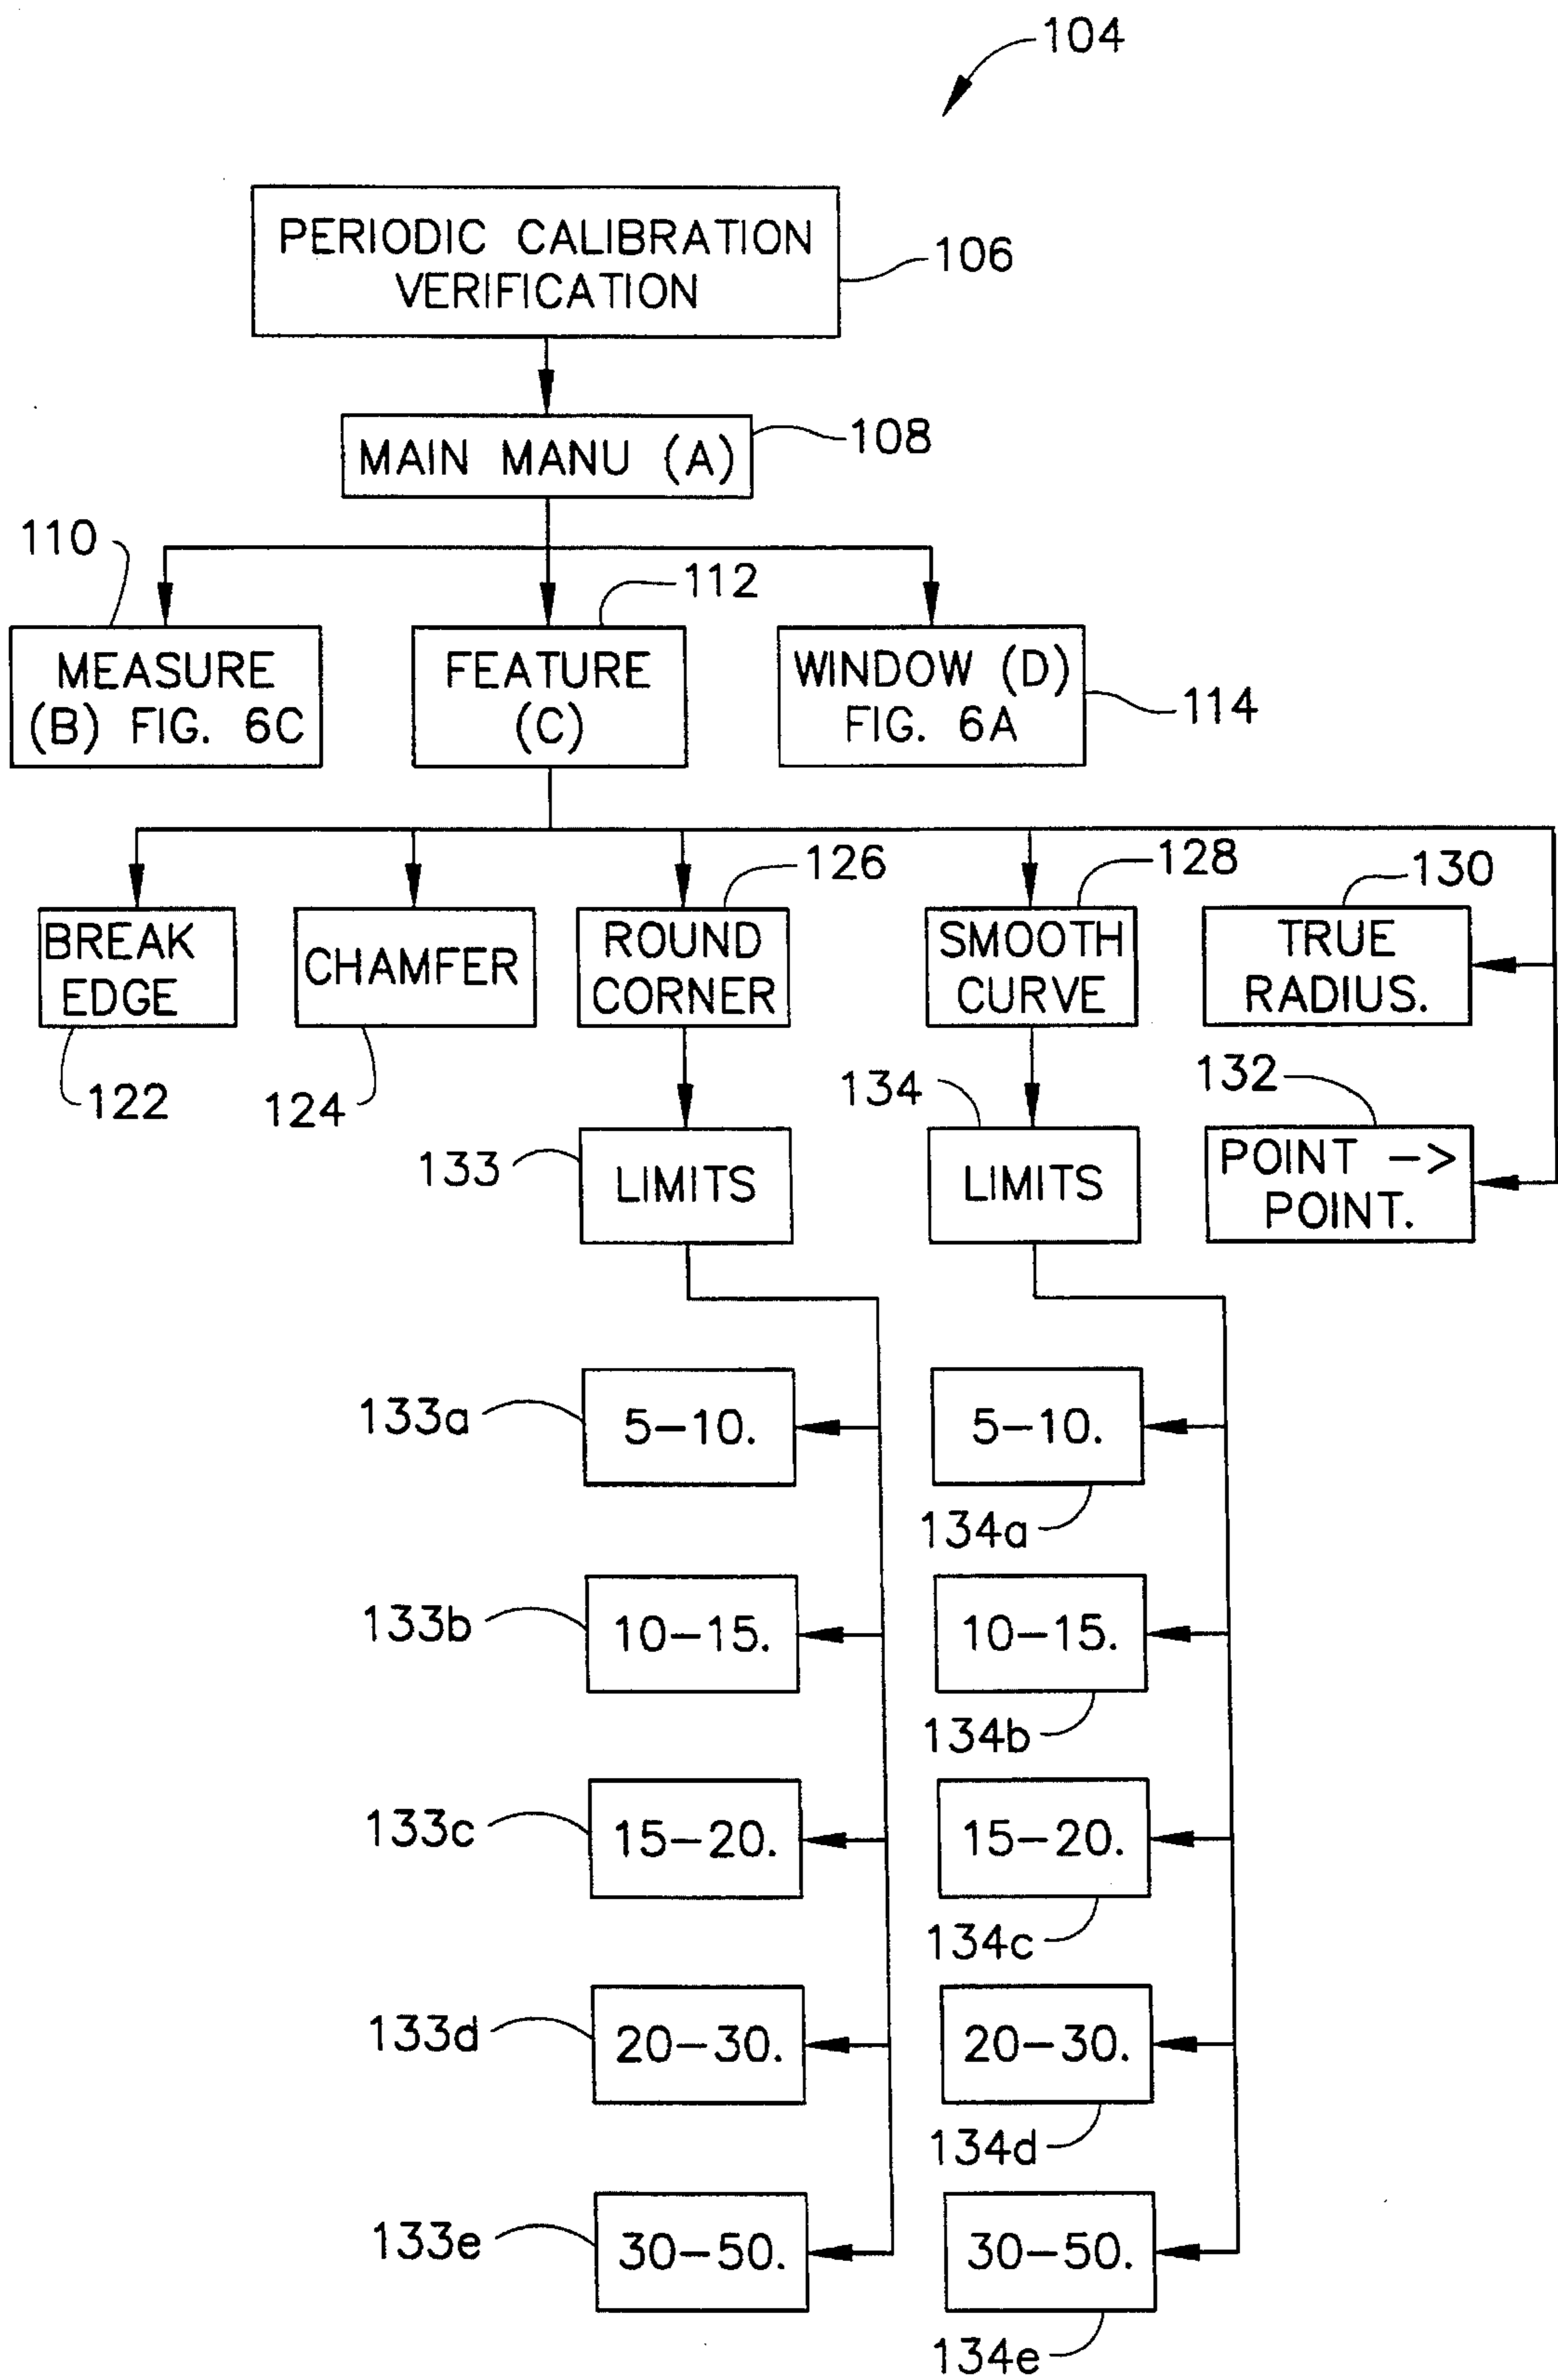 104
PERIODIC CALIBRATION
VERIFICATION
106
MAIN MANU (A)
108
110
112
MEASURE
(B) FIG. 6C
FEATURE
(C)
WINDOW (D)
FIG. 6A
114
126
128
130
BREAK
EDGE
CHAMFER
ROUND
CORNER
SMOOTH
CURVE
TRUE
RADIUS.
122
124
134
132
133
LIMITS
LIMITS
POINT ->
POINT.
133a
5-10.
5-10.
134a
133b
10-15.
10-15.
134b
133c
15-20.
15-20.
134c
133d
20-30.
20-30.
134d
133e
30-50.
30-50.
134e